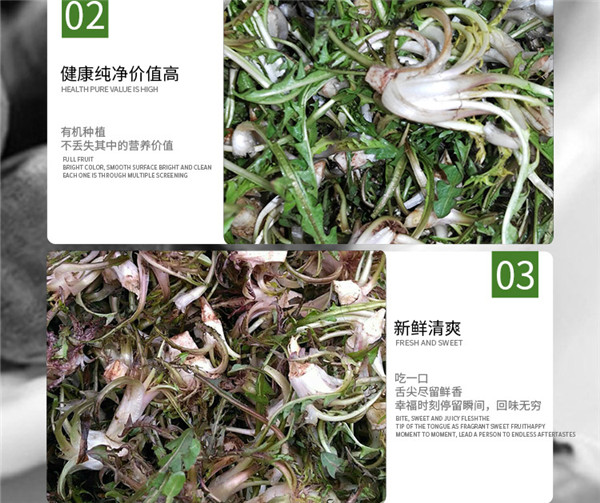 02
健康纯净价值高
HEALTH PURE VALUE IS HIGH
有机种植
不丢失其中的营养价值
FULL FRUIT
BRIGHT COLOR, SMOOTH SURFACE BRIGHT AND CLEAN
EACH ONE IS THROUGH MULTIPLE SCREENING
03
新鲜清爽
FRESH AND SWEET
吃一口
舌尖尽留鲜香
幸福时刻停留瞬间，回味无穷
BITE, SWEET AND JUICY FLESH THE
TIP OF THE TONGUE AS FRAGRANT SWEET FRUITHAPPY
MOMENT TO MOMENT, LEAD A PERSON TO ENDLESS AFTERTASTES